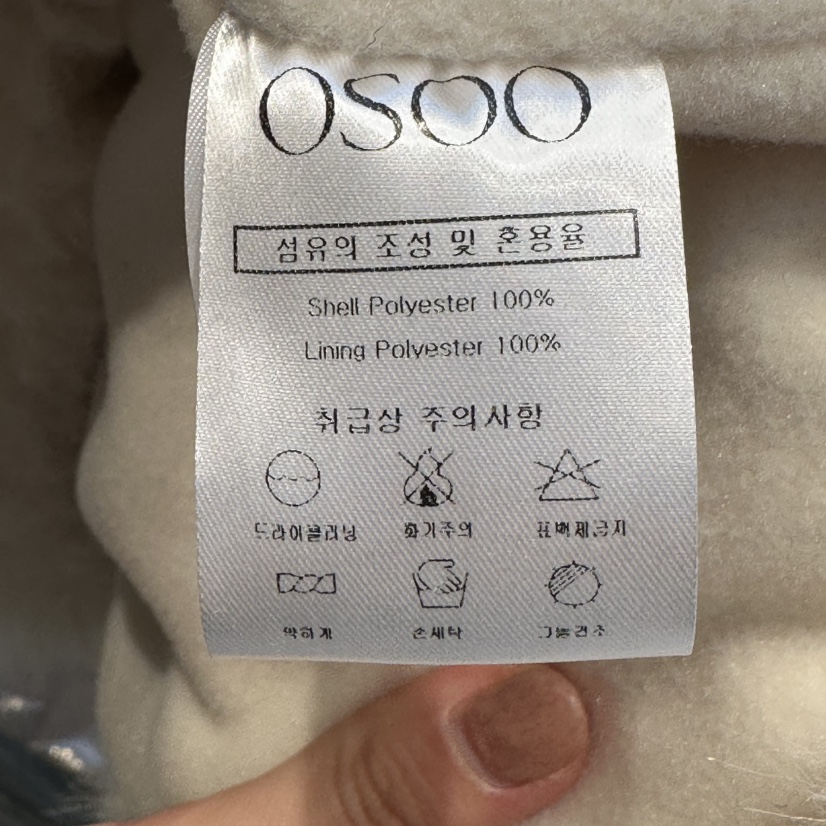 OSOO
섬유의 조성 및 혼용율
Shell Polyester 100%
Lining Polyester 100%
취급상 주의사항
드라이클리닝 화기주의 표백제금지
약하게 손세탁 그늘건조